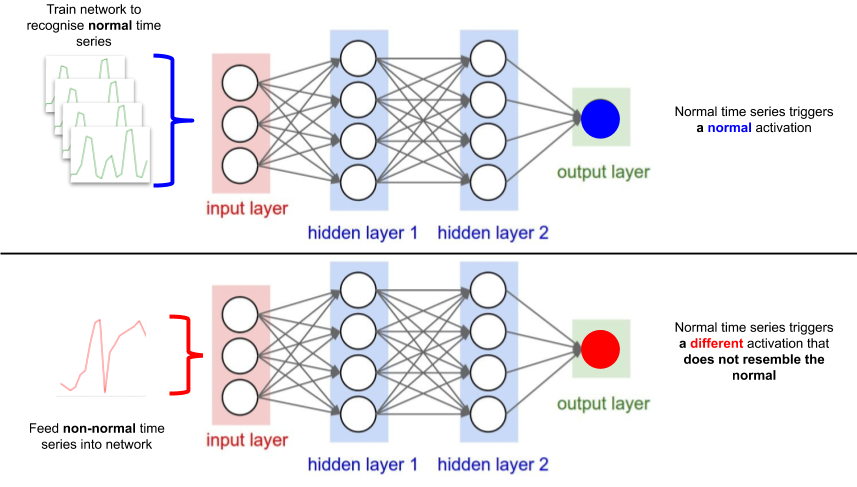 Train network to
recognise normal time
series
input layer
hidden layer 1
hidden layer 2
output layer
Normal time series triggers
a normal activation
Feed non-normal time
series into network
input layer
hidden layer 1
hidden layer 2
output layer
Normal time series triggers
a different activation that
does not resemble the
normal